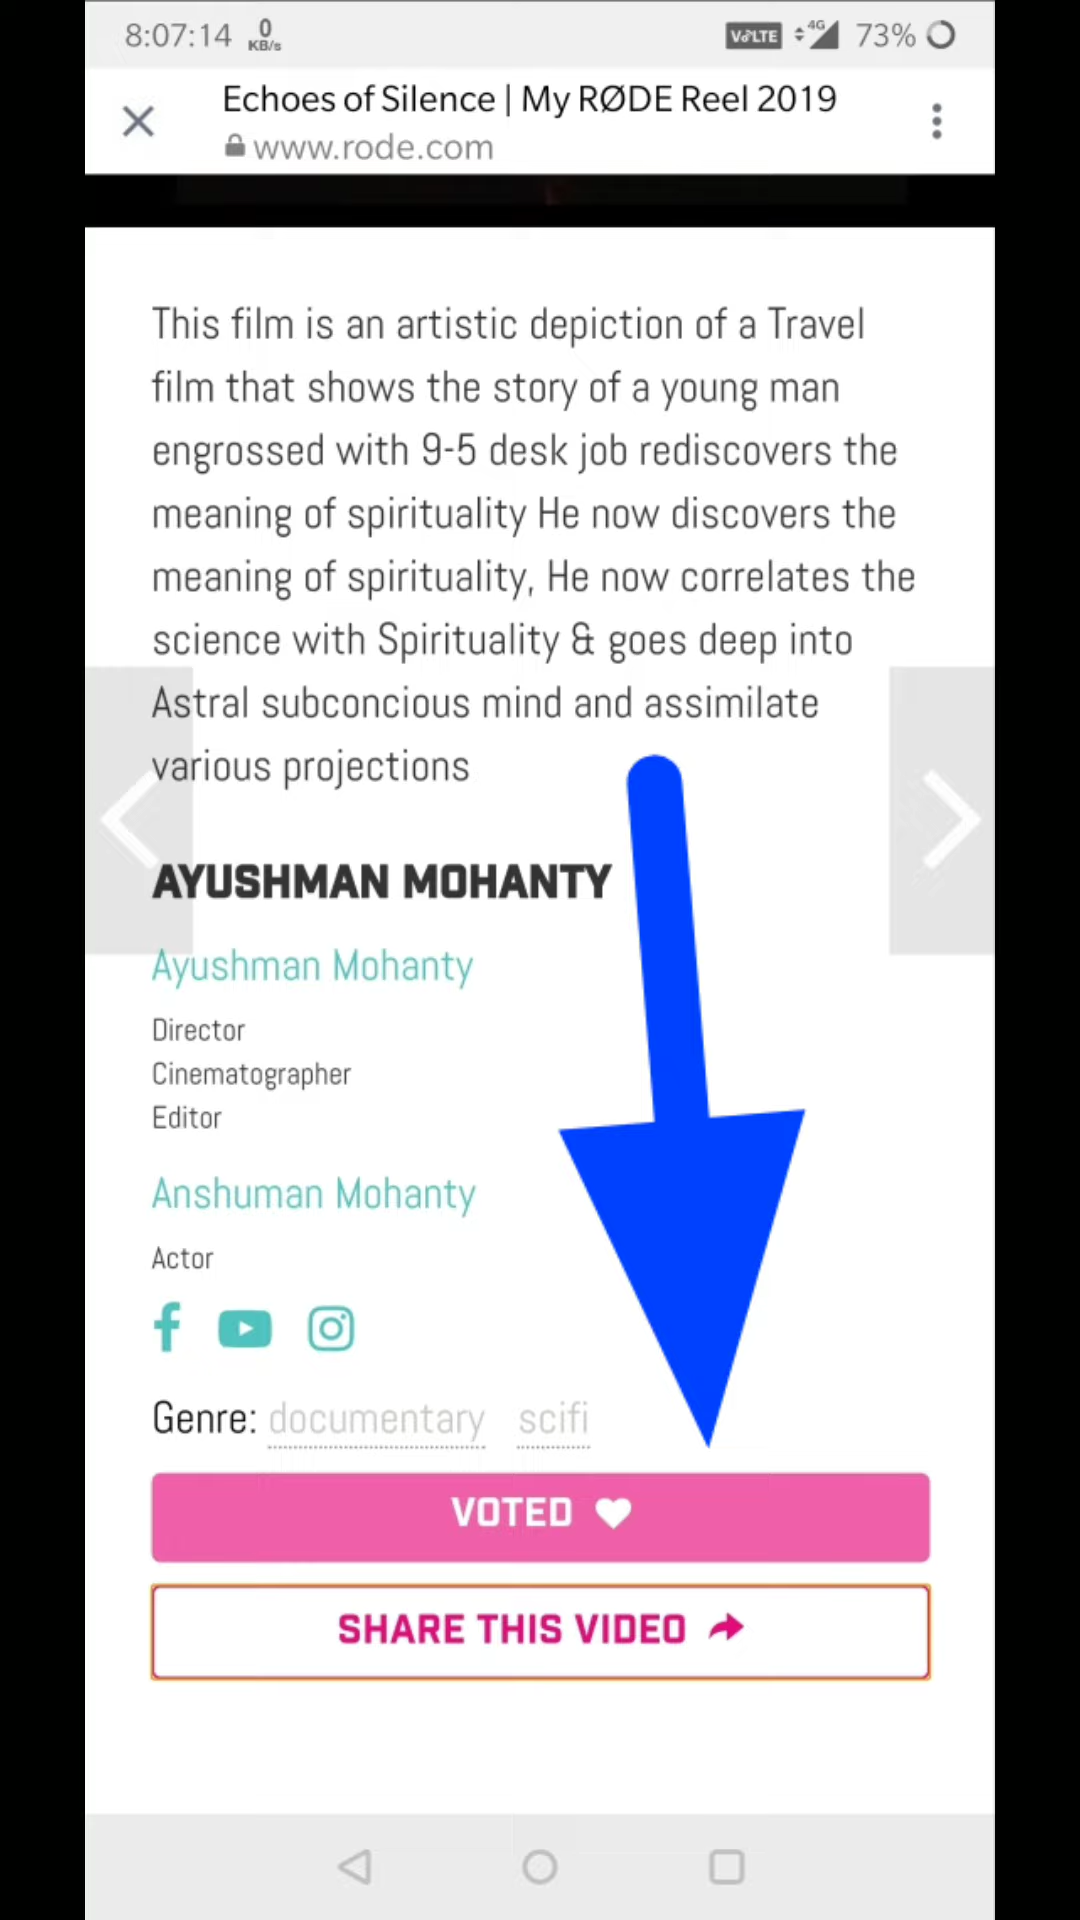 8:07:14 0 KB/s VoLTE 4G 73%
Echoes of Silence | My RØDE Reel 2019
www.rode.com
This film is an artistic depiction of a Travel
film that shows the story of a young man
engrossed with 9-5 desk job rediscovers the
meaning of spirituality He now discovers the
meaning of spirituality, He now correlates the
science with Spirituality & goes deep into
Astral subconcious mind and assimilate
various projections
AYUSHMAN MOHANTY
Ayushman Mohanty
Director
Cinematographer
Editor
Anshuman Mohanty
Actor
Genre: documentary scifi
VOTED
SHARE THIS VIDEO